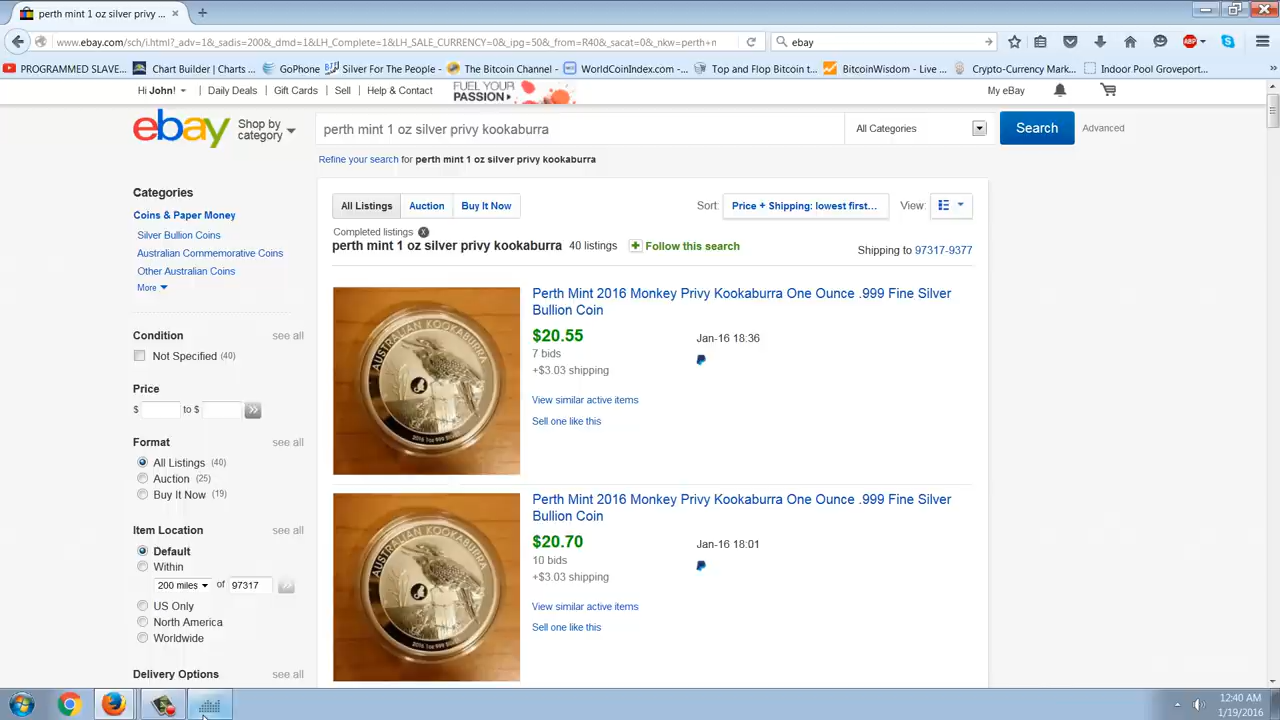 perth mint 1 oz silver privy ...
www.ebay.com/sch/i.html?_adv=1&_sadis=200&_dmd=1&LH_Complete=1&LH_SALE_CURRENCY=0&_ipg=50&_frm=R40&_sacat=0&_nkw=perth+
ebay
PROGRAMMED SLAVE... Chart Builder | Charts ... GoPhone Silver For The People ... The Bitcoin Channel - ... WorldCoinIndex.com - ... Top and Flop Bitcoin t... BitcoinWisdom - Live ... Crypto-Currency Mark... Indoor Pool Groveport...
Hi John! Daily Deals Gift Cards Sell Help & Contact FUEL YOUR PASSION My eBay
ebay Shop by category perth mint 1 oz silver privy kookaburra All Categories Search Advanced
Refine your search for perth mint 1 oz silver privy kookaburra
Categories
Coins & Paper Money
Silver Bullion Coins
Australian Commemorative Coins
Other Australian Coins
More
Condition see all
Not Specified (40)
Price
$ to $
Format see all
All Listings (40)
Auction (25)
Buy It Now (19)
Item Location see all
Default
Within
200 miles of 97317
US Only
North America
Worldwide
Delivery Options see all
All Listings Auction Buy It Now Sort: Price + Shipping: lowest first... View:
Completed listings
perth mint 1 oz silver privy kookaburra 40 listings Follow this search Shipping to 97317-9377
AUSTRALIAN KOOKABURRA
2016 1oz 999 SILVER
Perth Mint 2016 Monkey Privy Kookaburra One Ounce .999 Fine Silver
Bullion Coin
$20.55 Jan-16 18:36
7 bids
+$3.03 shipping
View similar active items
Sell one like this
AUSTRALIAN KOOKABURRA
2016 1oz 999 SILVER
Perth Mint 2016 Monkey Privy Kookaburra One Ounce .999 Fine Silver
Bullion Coin
$20.70 Jan-16 18:01
10 bids
+$3.03 shipping
View similar active items
Sell one like this
12:40 AM
1/19/2016